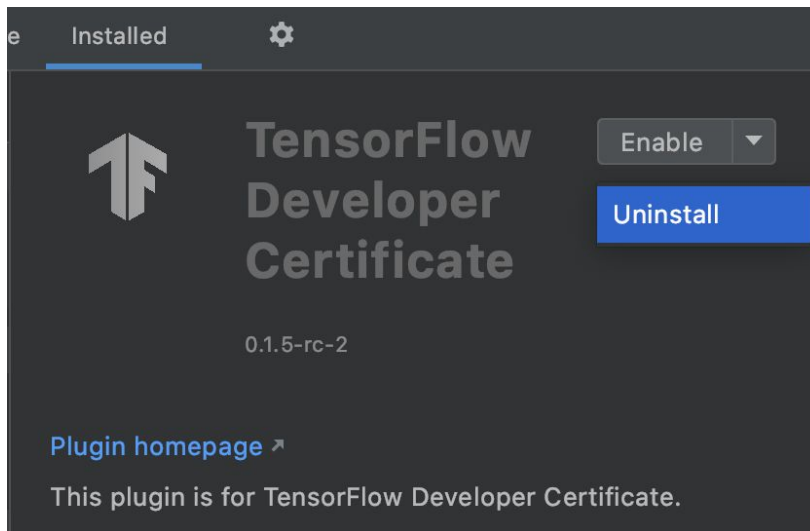 e Installed
TensorFlow
Developer
Certificate
Enable
Uninstall
0.1.5-rc-2
Plugin homepage ↗
This plugin is for TensorFlow Developer Certificate.